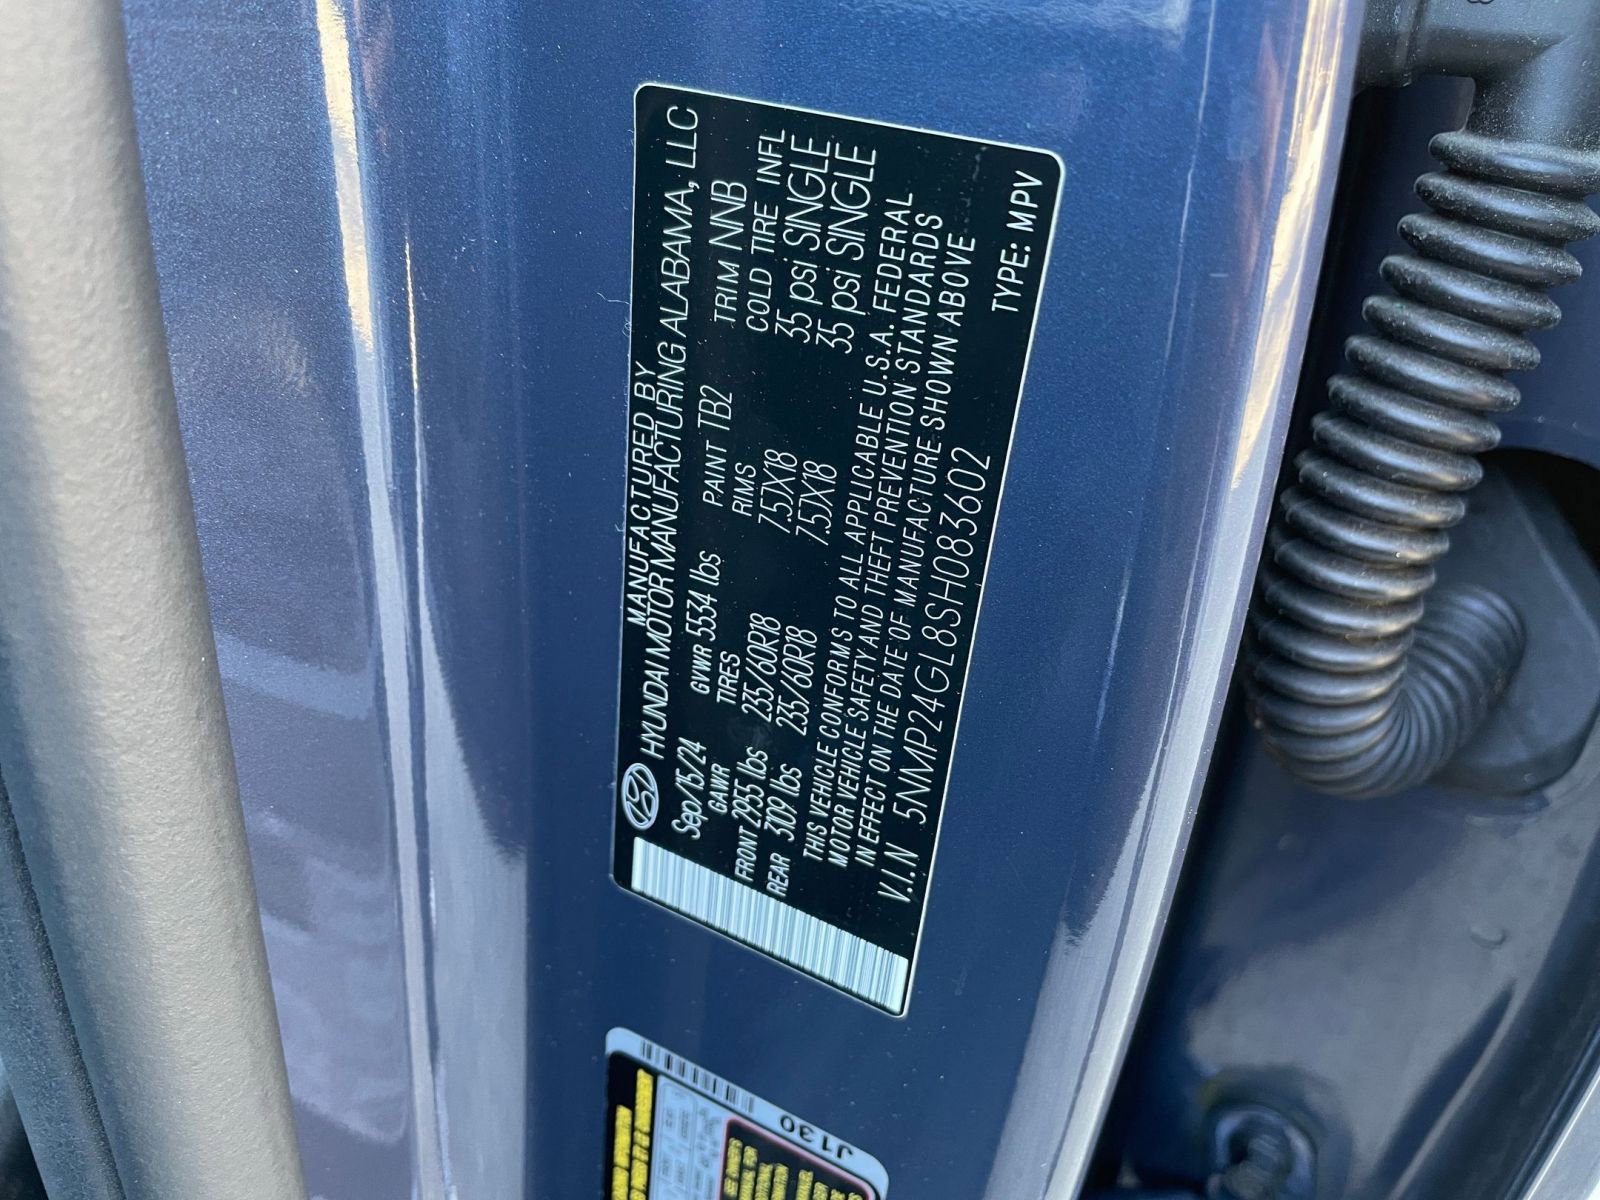 MANUFACTURED BY
HYUNDAI MOTOR MANUFACTURING ALABAMA, LLC
Sep/15/24 GVWR 5534 lbs PAINT TB2 TRIM NNB
GAWR TIRES RIMS COLD TIRE INFL
FRONT 2955 lbs 235/60R18 7.5JX18 35 psi SINGLE
REAR 3109 lbs 235/60R18 7.5JX18 35 psi SINGLE
THIS VEHICLE CONFORMS TO ALL APPLICABLE U.S.A. FEDERAL
MOTOR VEHICLE SAFETY AND THEFT PREVENTION STANDARDS
IN EFFECT ON THE DATE OF MANUFACTURE SHOWN ABOVE
V.I.N 5NMP24GL8SH083602 TYPE: MPV
J1130